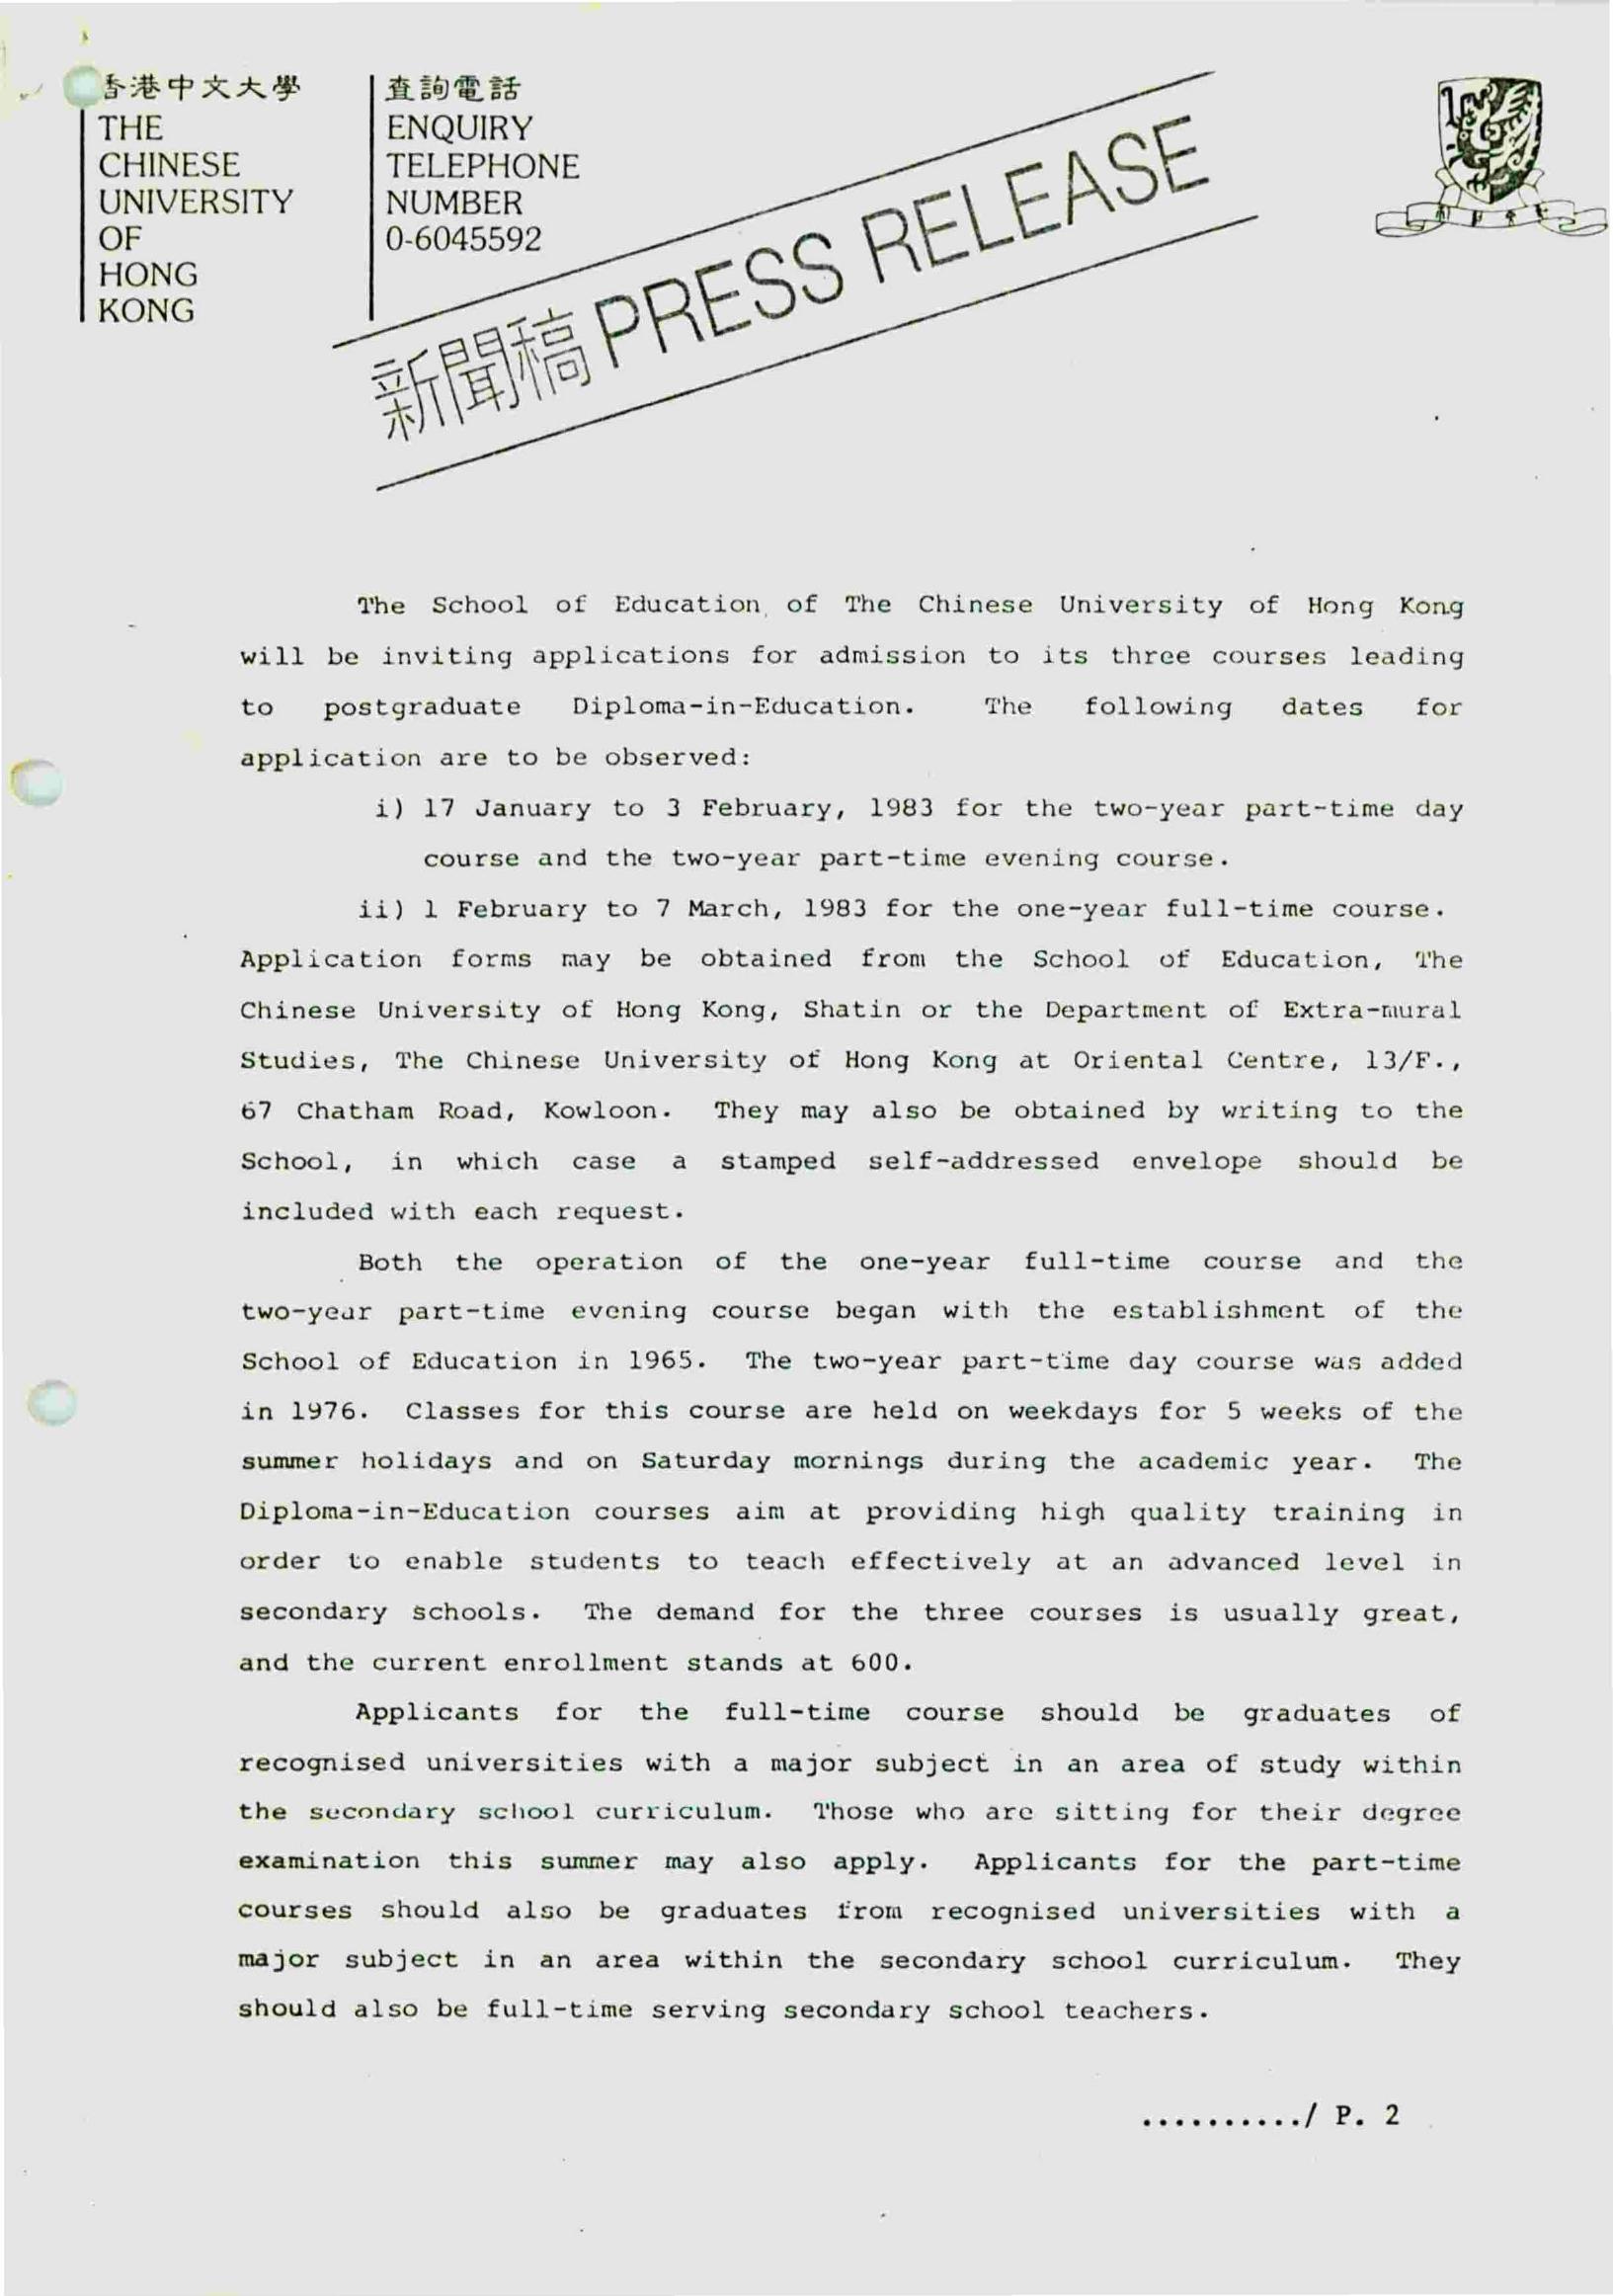 香港中文大學
THE
CHINESE
UNIVERSITY
OF
HONG
KONG
查詢電話
ENQUIRY
TELEPHONE
NUMBER
0-6045592
新聞稿 PRESS RELEASE
The School of Education of The Chinese University of Hong Kong
will be inviting applications for admission to its three courses leading
to postgraduate Diploma-in-Education. The following dates for
application are to be observed:
i) 17 January to 3 February, 1983 for the two-year part-time day
course and the two-year part-time evening course.
ii) 1 February to 7 March, 1983 for the one-year full-time course.
Application forms may be obtained from the School of Education, The
Chinese University of Hong Kong, Shatin or the Department of Extra-mural
Studies, The Chinese University of Hong Kong at Oriental Centre, 13/F.,
67 Chatham Road, Kowloon. They may also be obtained by writing to the
School, in which case a stamped self-addressed envelope should be
included with each request.
Both the operation of the one-year full-time course and the
two-year part-time evening course began with the establishment of the
School of Education in 1965. The two-year part-time day course was added
in 1976. Classes for this course are held on weekdays for 5 weeks of the
summer holidays and on Saturday mornings during the academic year. The
Diploma-in-Education courses aim at providing high quality training in
order to enable students to teach effectively at an advanced level in
secondary schools. The demand for the three courses is usually great,
and the current enrollment stands at 600.
Applicants for the full-time course should be graduates of
recognised universities with a major subject in an area of study within
the secondary school curriculum. Those who are sitting for their degree
examination this summer may also apply. Applicants for the part-time
courses should also be graduates from recognised universities with a
major subject in an area within the secondary school curriculum. They
should also be full-time serving secondary school teachers.
........../ P. 2